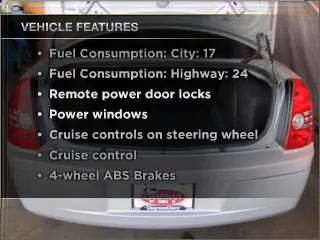 VEHICLE FEATURES
• Fuel Consumption: City: 17
• Fuel Consumption: Highway: 24
• Remote power door locks
• Power windows
• Cruise controls on steering wheel
• Cruise control
• 4-wheel ABS Brakes